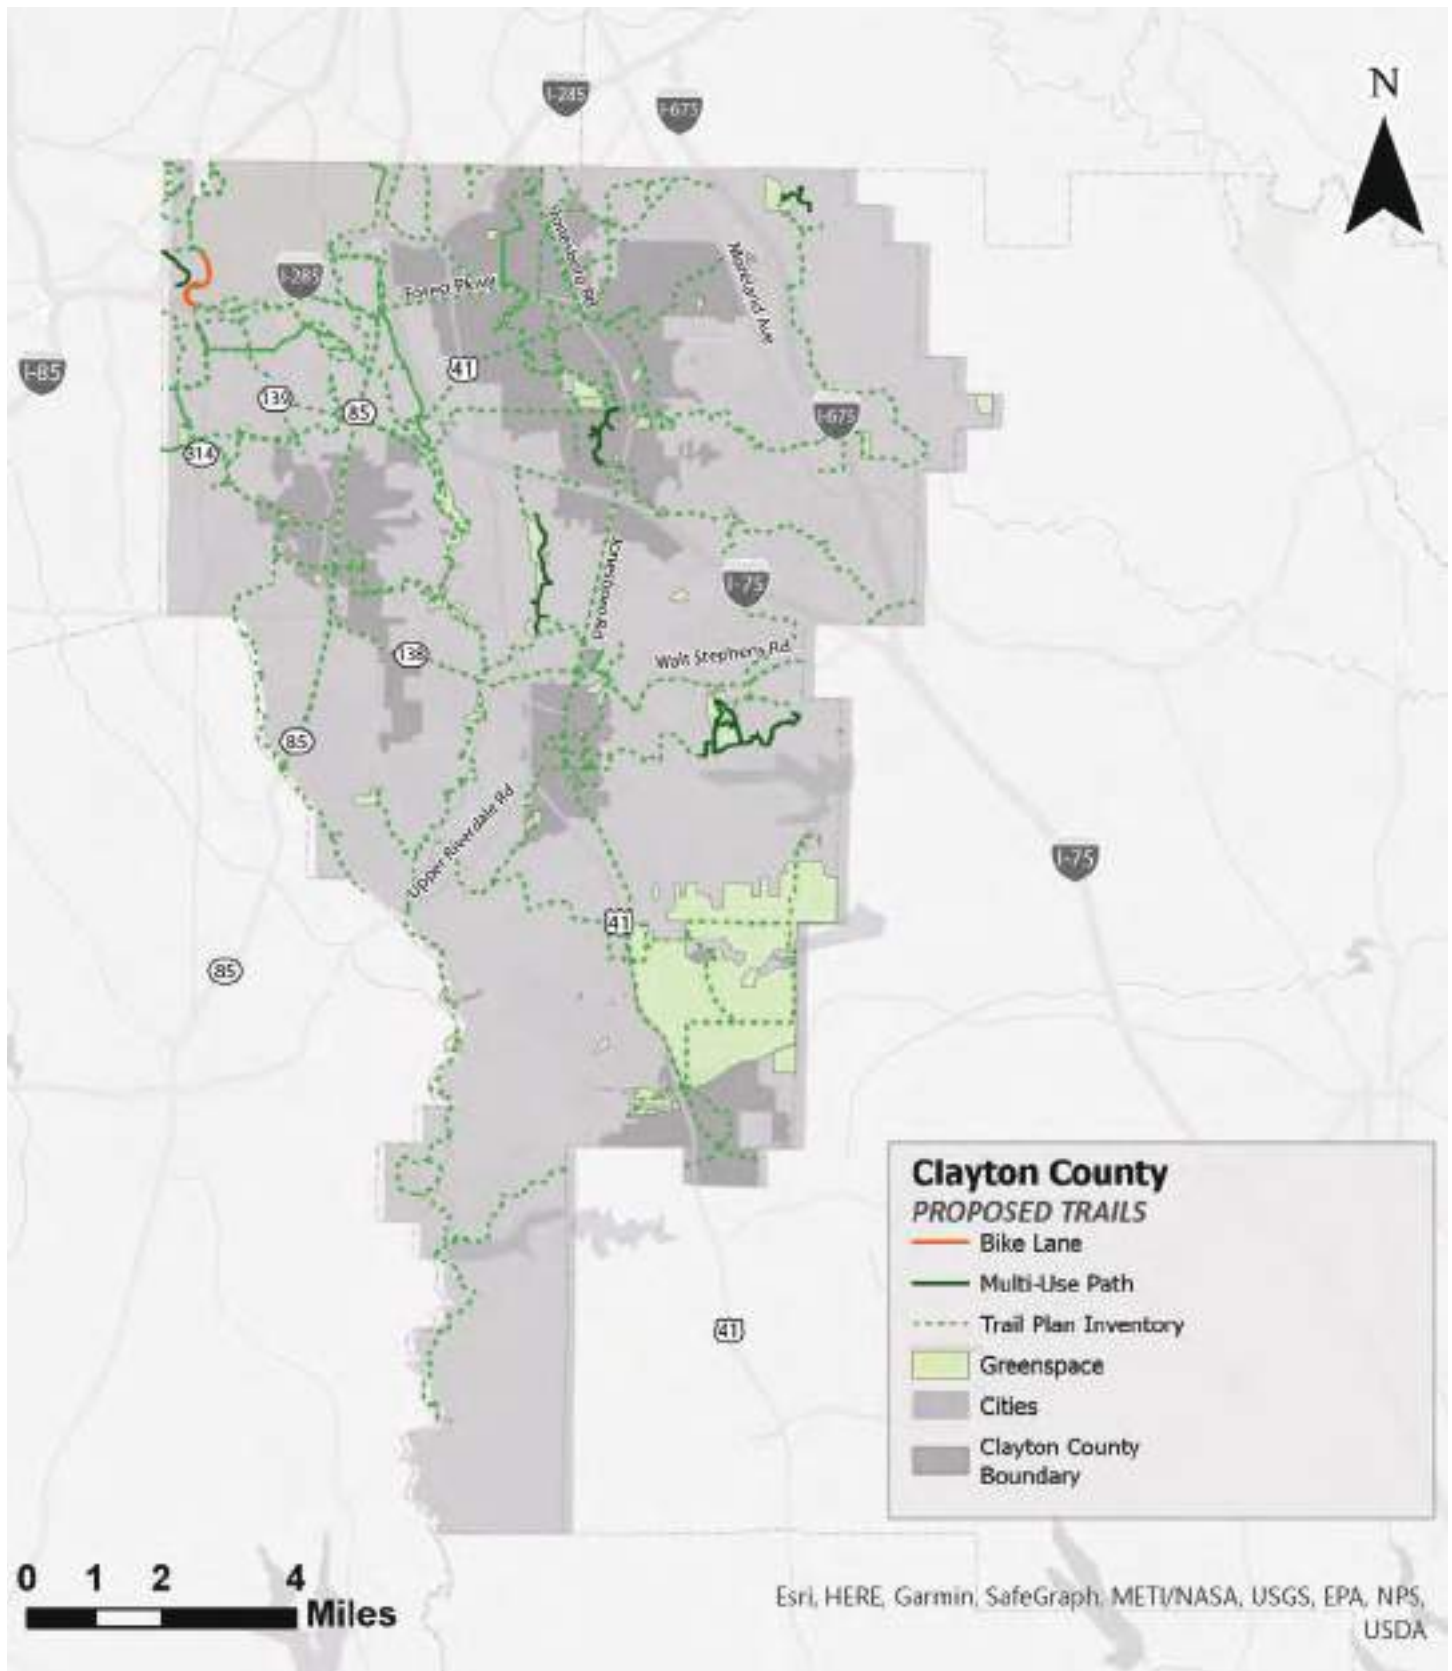 I-285
I-675
N
Jonesboro Rd
Moreland Ave
I-285
Forest Pkwy
I-85
41
139
85
I-675
314
I-75
Jonesboro Rd
138
Walt Stephens Rd
85
Upper Riverdale Rd
I-75
41
85
Clayton County
PROPOSED TRAILS
Bike Lane
Multi-Use Path
Trail Plan Inventory
Greenspace
Cities
Clayton County
Boundary
41
0 1 2 4
Miles
Esri, HERE, Garmin, SafeGraph, METI/NASA, USGS, EPA, NPS,
USDA